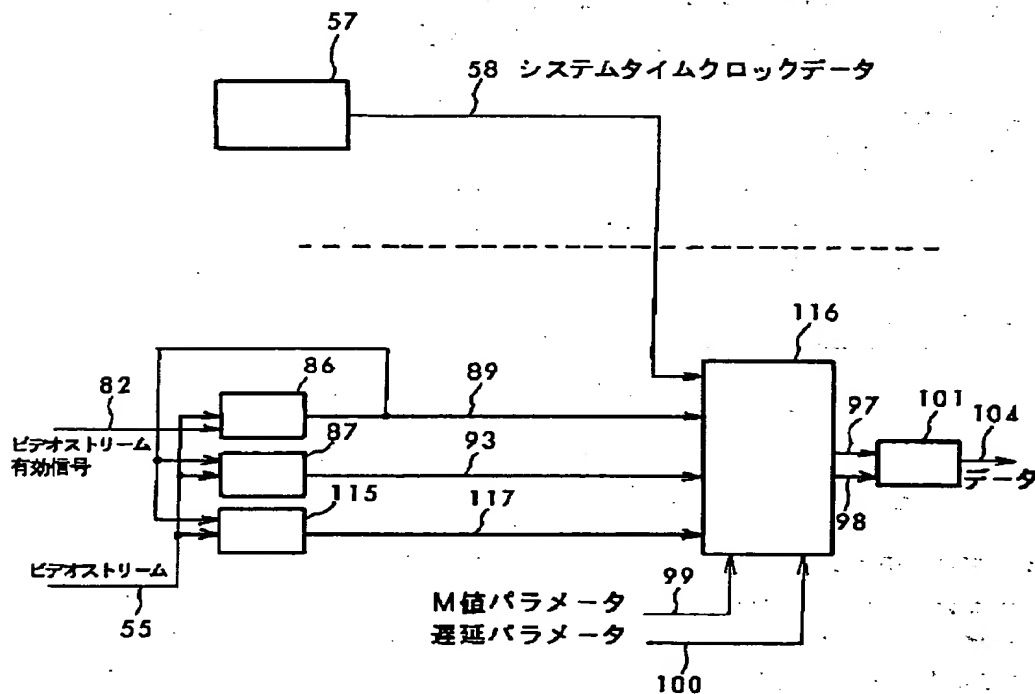 57
58 システムタイムクロックデータ
116
86
82
89
97
101
104
ビデオストリーム
有効信号
87
93
データ
98
115
117
ビデオストリーム
55
99
M値パラメータ
遅延パラメータ
100